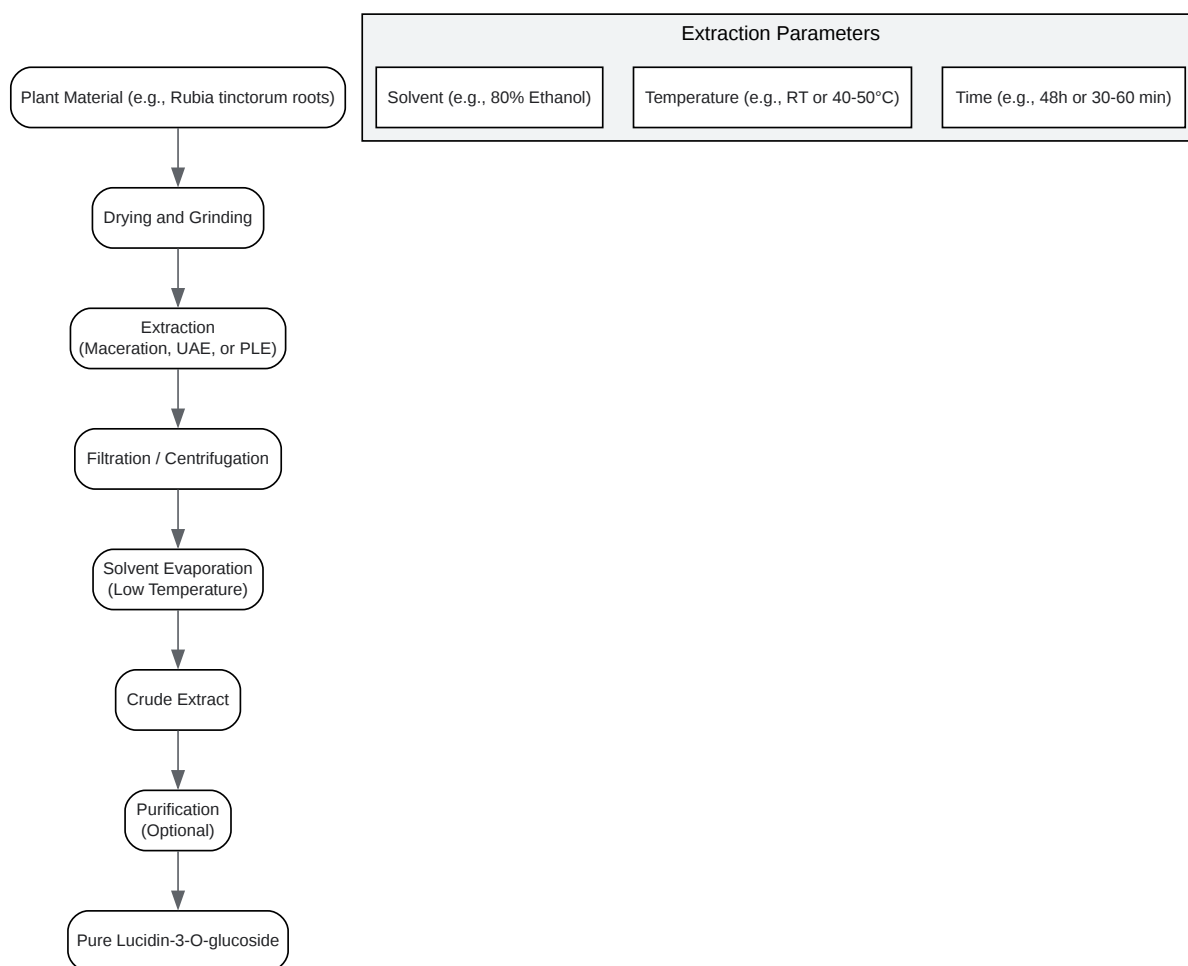 Extraction Parameters
Plant Material (e.g., Rubia tinctorum roots)
Solvent (e.g., 80% Ethanol)
Temperature (e.g., RT or 40-50°C)
Time (e.g., 48h or 30-60 min)
Drying and Grinding
Extraction
(Maceration, UAE, or PLE)
Filtration / Centrifugation
Solvent Evaporation
(Low Temperature)
Crude Extract
Purification
(Optional)
Pure Lucidin-3-O-glucoside